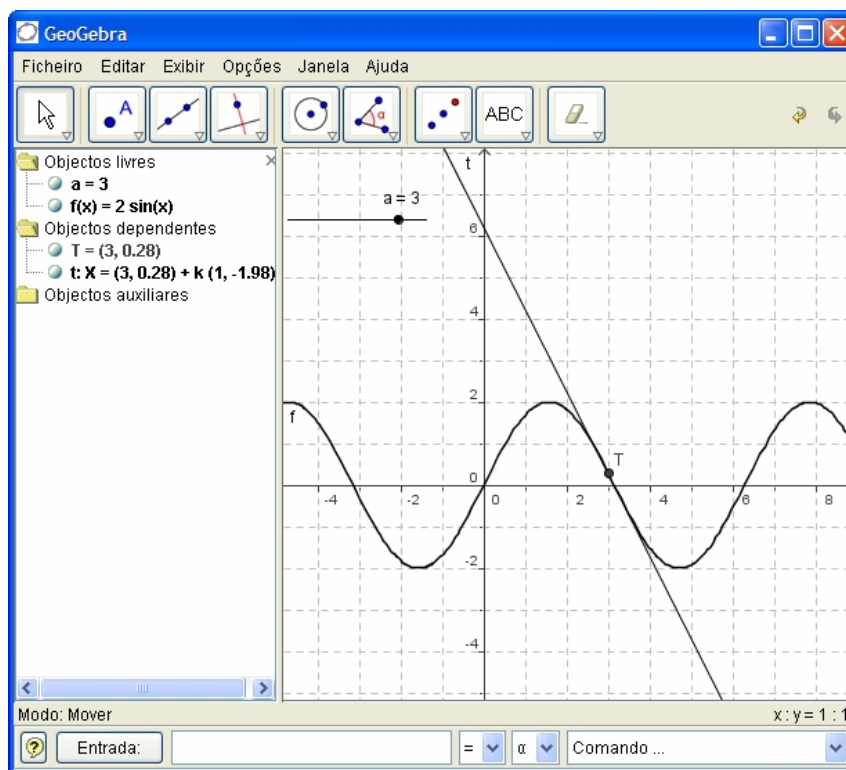 GeoGebra
Ficheiro Editar Exibir Opções Janela Ajuda
A
α
ABC
Objectos livres
a = 3
f(x) = 2 sin(x)
Objectos dependentes
T = (3, 0.28)
t: X = (3, 0.28) + k (1, -1.98)
Objectos auxiliares
t
a = 3
6
4
2
f
T
0
-4 -2 0 2 4 6 8
-2
-4
Modo: Mover
x : y = 1 : 1
Entrada:
=
α
Comando ...